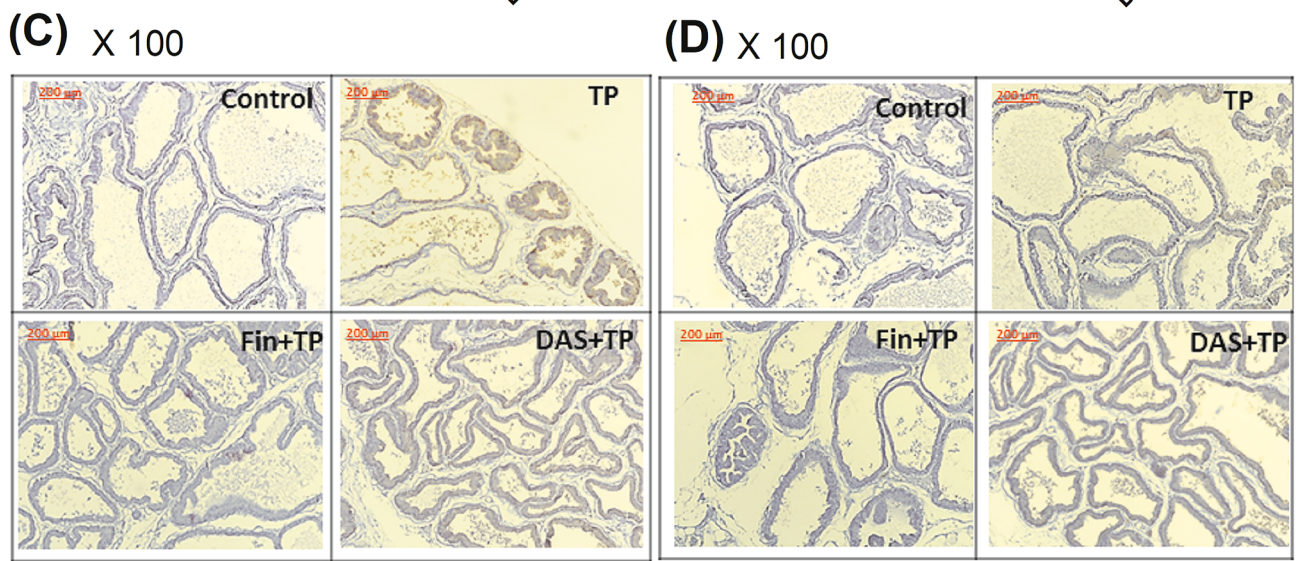 (C) X 100
200 µm Control
200 µm TP
200 µm Fin+TP
200 µm DAS+TP
(D) X 100
200 µm Control
200 µm TP
200 µm Fin+TP
200 µm DAS+TP